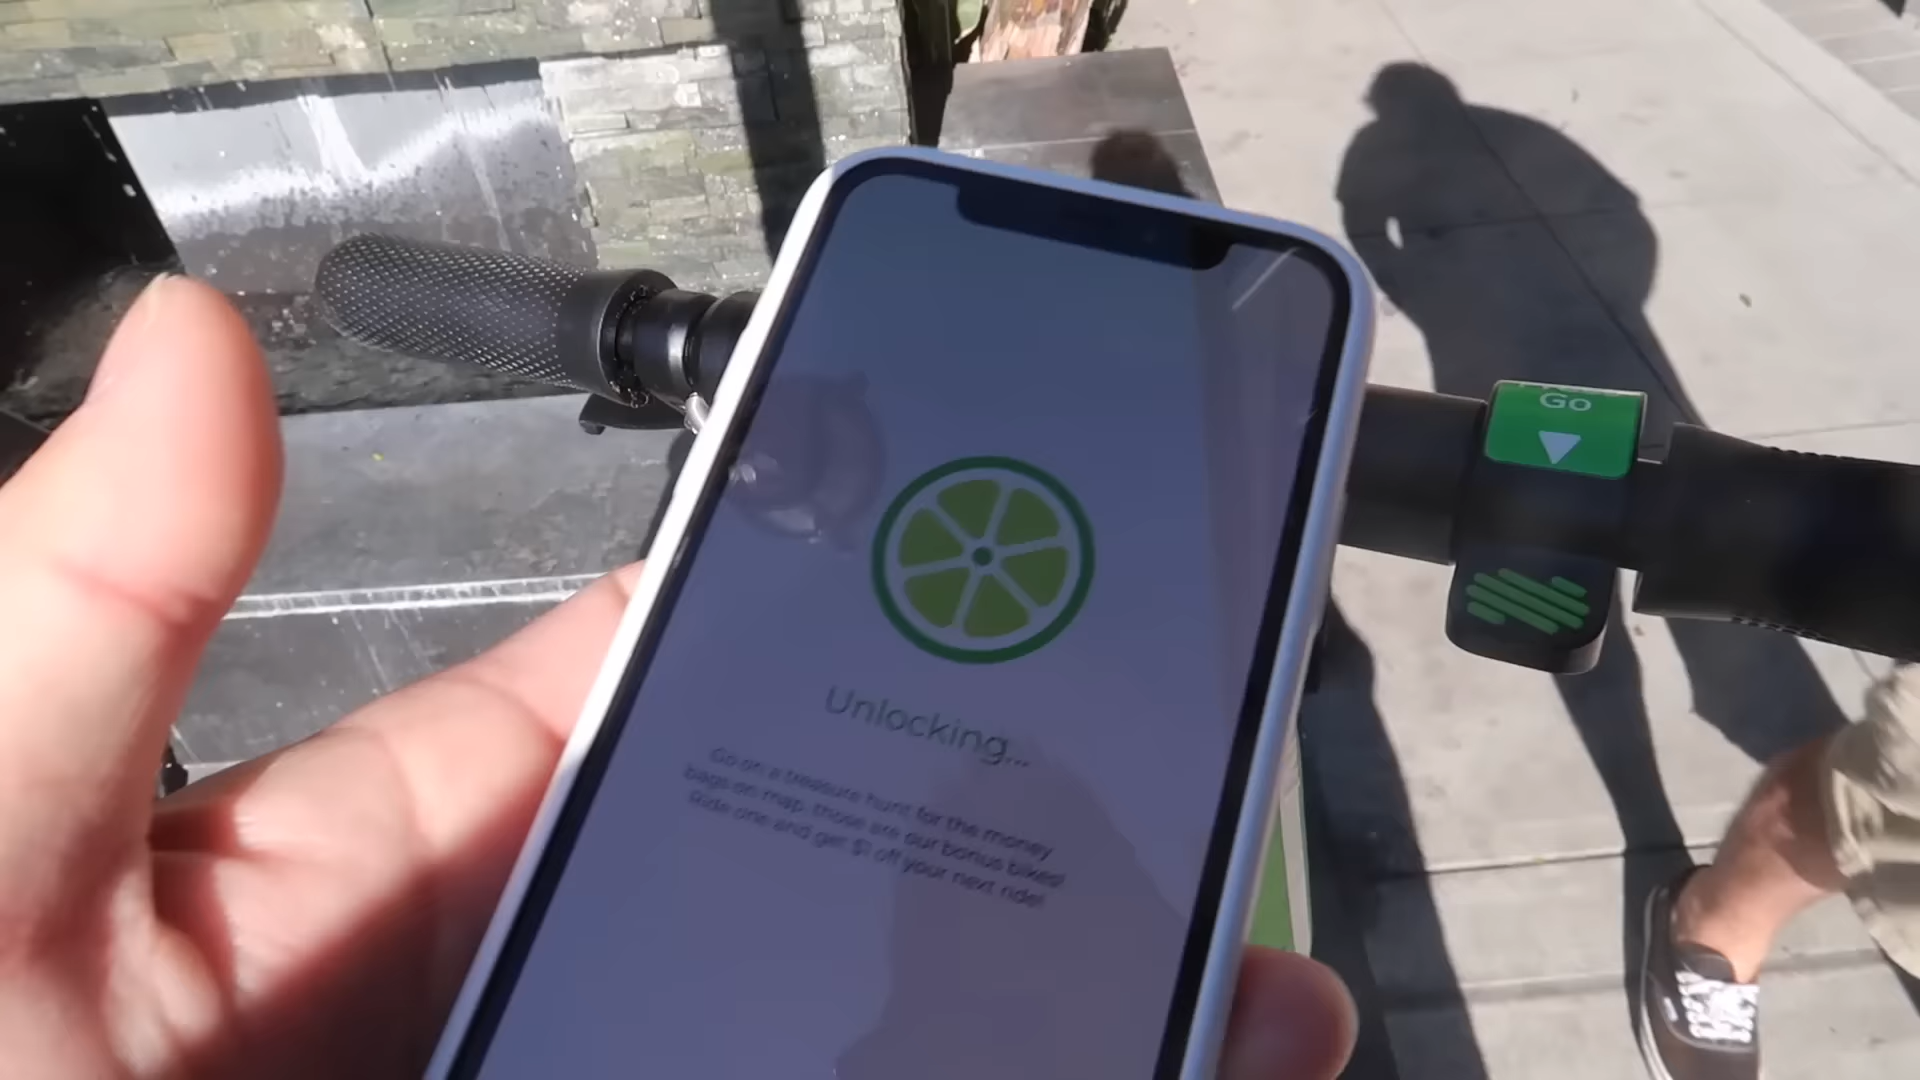 Go
Unlocking...
Go on a treasure hunt for the money
bags on map, those are our bonus bikes!
Ride one and get $1 off your next ride!